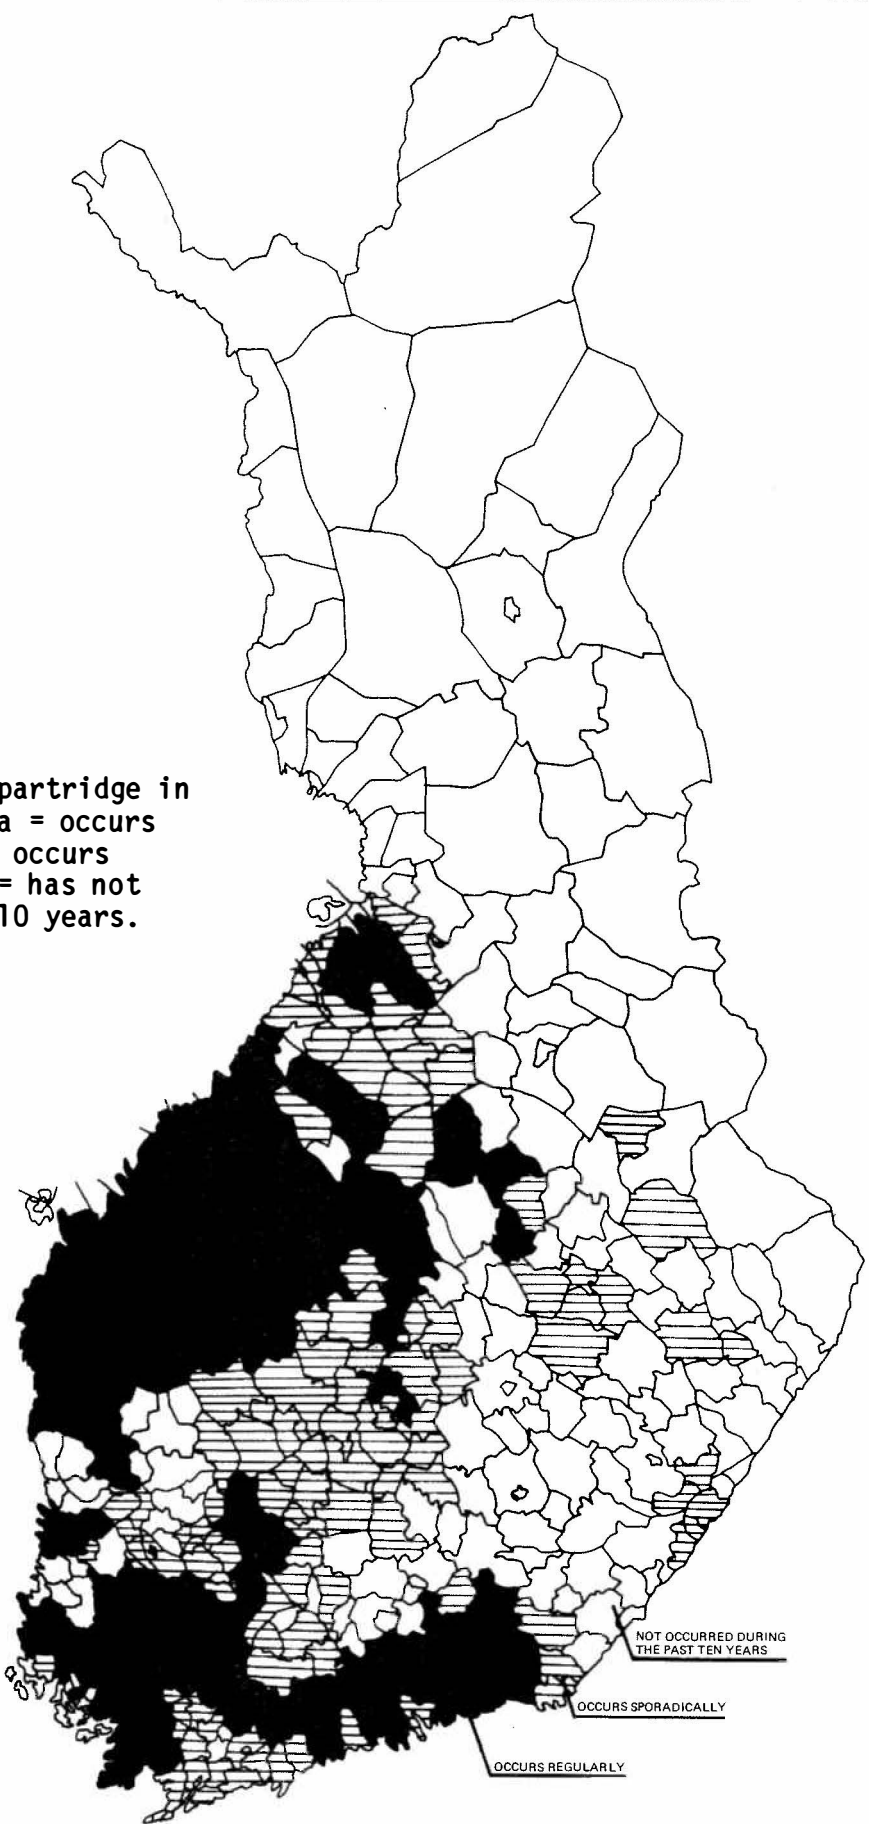 partridge in
a = occurs
occurs
= has not
10 years.
NOT OCCURRED DURING
THE PAST TEN YEARS
OCCURS SPORADICALLY
OCCURS REGULARLY